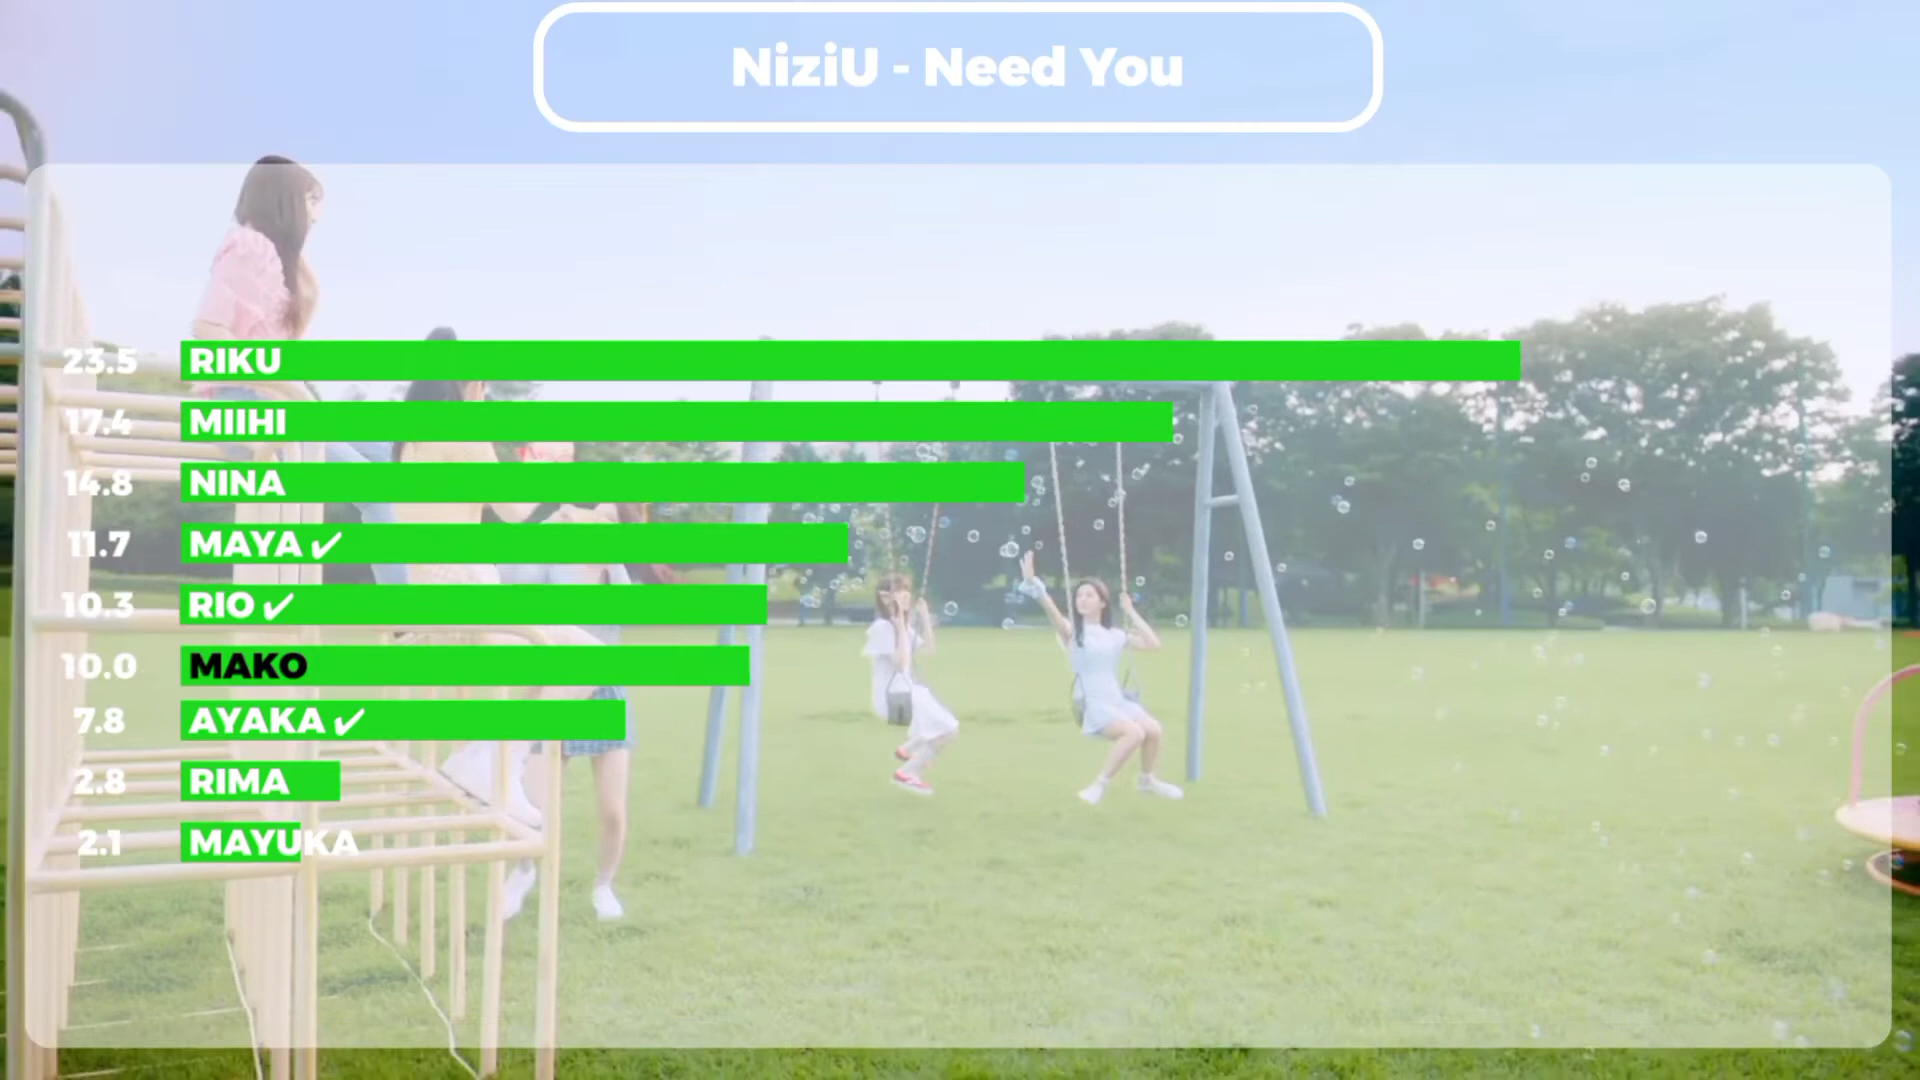 NiziU - Need You
23.5 RIKU
17.4 MIIHI
14.8 NINA
11.7 MAYA ✓
10.3 RIO ✓
10.0 MAKO
7.8 AYAKA ✓
2.8 RIMA
2.1 MAYUKA